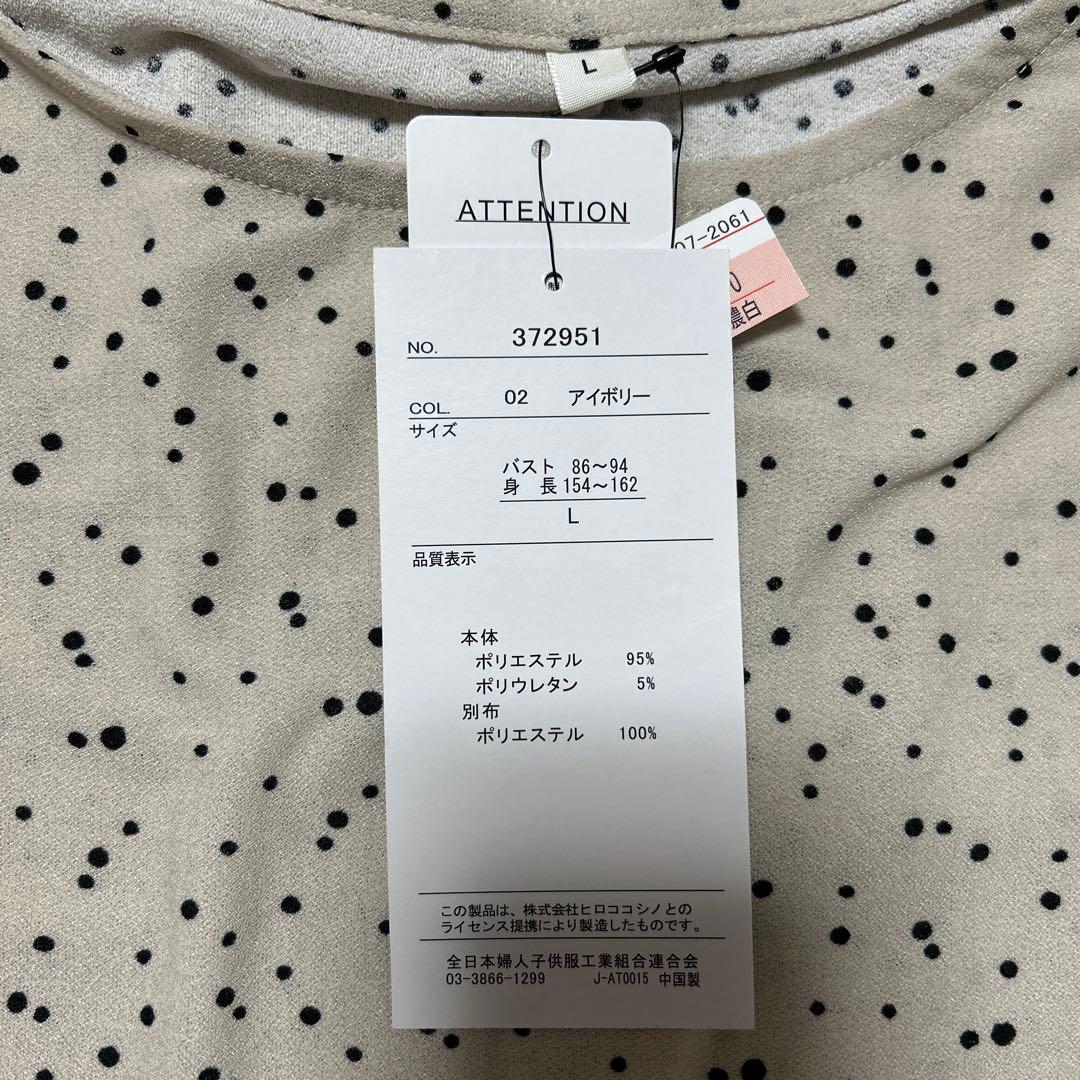 L
ATTENTION
07-2061
0
濃白
NO. 372951
COL. 02 アイボリー
サイズ
バスト 86～94
身 長 154～162
L
品質表示
本体
ポリエステル 95%
ポリウレタン 5%
別布
ポリエステル 100%
この製品は、株式会社ヒロココシノとの
ライセンス提携により製造したものです。
全日本婦人子供服工業組合連合会
03-3866-1299 J-AT0015 中国製